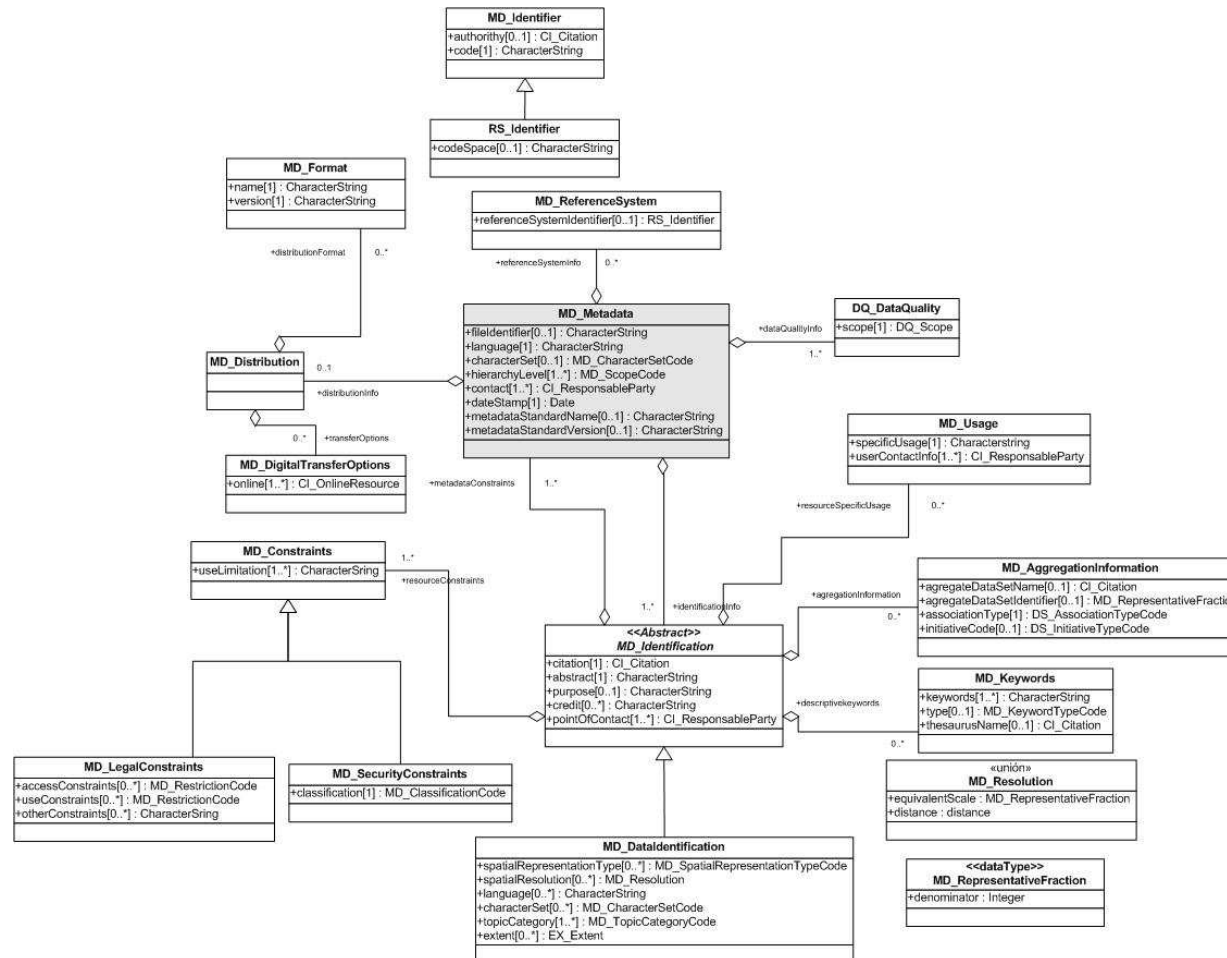 MD_Identifier
+authorithy[0..1] : CI_Citation
+code[1] : CharacterString
RS_Identifier
+codeSpace[0..1] : CharacterString
MD_Format
+name[1] : CharacterString
+version[1] : CharacterString
MD_ReferenceSystem
+referenceSystemIdentifier[0..1] : RS_Identifier
+distributionFormat
0..*
+referenceSystemInfo
0..*
MD_Metadata
+fileIdentifier[0..1] : CharacterString
+language[1] : CharacterString
+characterSet[0..1] : MD_CharacterSetCode
+hierarchyLevel[1..*] : MD_ScopeCode
+contact[1..*] : CI_ResponsableParty
+dateStamp[1] : Date
+metadataStandardName[0..1] : CharacterString
+metadataStandardVersion[0..1] : CharacterString
DQ_DataQuality
+scope[1] : DQ_Scope
+dataQualityInfo
1..*
MD_Distribution
0..1
+distributionInfo
0..*
+transferOptions
MD_DigitalTransferOptions
+online[1..*] : CI_OnlineResource
MD_Usage
+specificUsage[1] : Characterstring
+userContactInfo[1..*] : CI_ResponsableParty
+metadataConstraints
1..*
+resourceSpecificUsage
0..*
MD_Constraints
+useLimitation[1..*] : CharacterSring
1..*
+resourceConstraints
1..*
+identificationInfo
MD_AggregationInformation
+agregateDataSetName[0..1] : CI_Citation
+agregateDataSetIdentifier[0..1] : MD_RepresentativeFractio
+associationType[1] : DS_AssociationTypeCode
+initiativeCode[0..1] : DS_InitiativeTypeCode
+agregationInformation
0..*
<<Abstract>>
MD_Identification
+citation[1] : CI_Citation
+abstract[1] : CharacterString
+purpose[0..1] : CharacterString
+credit[0..*] : CharacterString
+pointOfContact[1..*] : CI_ResponsableParty
+descriptivekeywords
0..*
MD_Keywords
+keywords[1..*] : CharacterString
+type[0..1] : MD_KeywordTypeCode
+thesaurusName[0..1] : CI_Citation
MD_LegalConstraints
+accessConstraints[0..*] : MD_RestrictionCode
+useConstraints[0..*] : MD_RestrictionCode
+otherConstraints[0..*] : CharacterSring
MD_SecurityConstraints
+classification[1] : MD_ClassificationCode
«unión»
MD_Resolution
+equivalentScale : MD_RepresentativeFraction
+distance : distance
MD_DataIdentification
+spatialRepresentationType[0..*] : MD_SpatialRepresentationTypeCode
+spatialResolution[0..*] : MD_Resolution
+language[0..*] : CharacterString
+characterSet[0..*] : MD_CharacterSetCode
+topicCategory[1..*] : MD_TopicCategoryCode
+extent[0..*] : EX_Extent
<<dataType>>
MD_RepresentativeFraction
+denominator : Integer